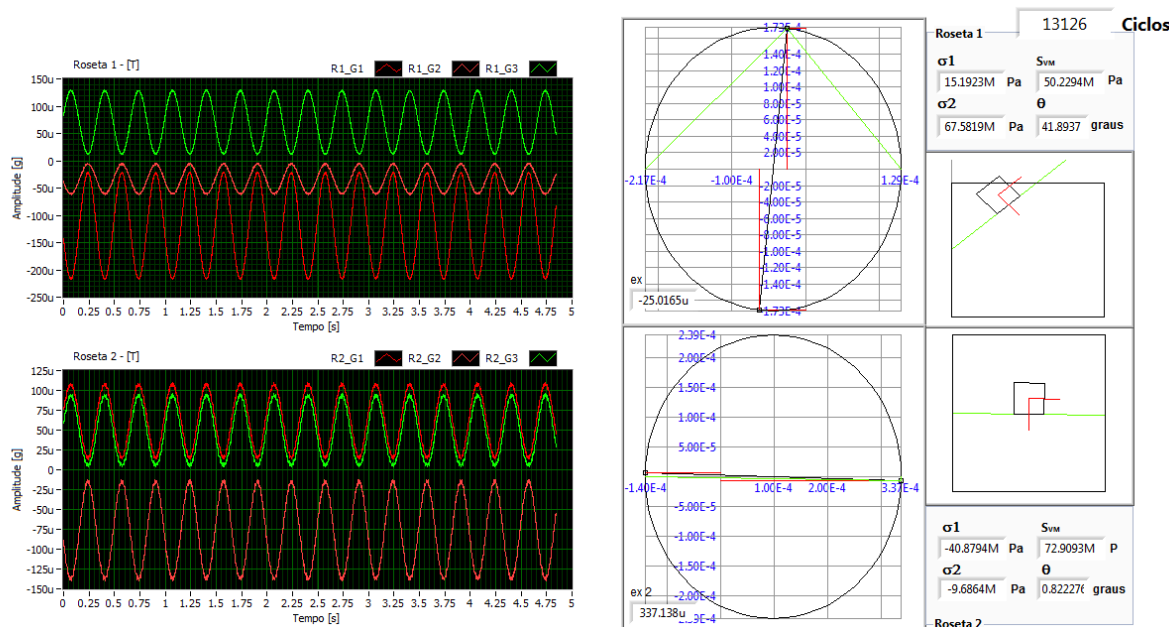 Roseta 1 - [T]
R1_G1 R1_G2 R1_G3
150u
100u
50u
0
-50u
-100u
-150u
-200u
-250u
Amplitude [g]
0 0.25 0.5 0.75 1 1.25 1.5 1.75 2 2.25 2.5 2.75 3 3.25 3.5 3.75 4 4.25 4.5 4.75 5
Tempo [s]
Roseta 2 - [T]
R2_G1 R2_G2 R2_G3
125u
100u
75u
50u
25u
0
-25u
-50u
-75u
-100u
-125u
-150u
Amplitude [g]
0 0.25 0.5 0.75 1 1.25 1.5 1.75 2 2.25 2.5 2.75 3 3.25 3.5 3.75 4 4.25 4.5 4.75 5
Tempo [s]
1.73E-4
1.40E-4
1.20E-4
1.00E-4
8.00E-5
6.00E-5
4.00E-5
2.00E-5
-2.17E-4 -1.00E-4 1.29E-4
-2.00E-5
-4.00E-5
-6.00E-5
-8.00E-5
-1.00E-4
-1.20E-4
-1.40E-4
-1.73E-4
ex
-25.0165u
2.39E-4
2.00E-4
1.50E-4
1.00E-4
5.00E-5
-1.40E-4 1.00E-4 2.00E-4 3.37E-4
-5.00E-5
-1.00E-4
-1.50E-4
-2.00E-4
ex 2
337.138u
13126 Ciclos
Roseta 1
σ1 SVM
15.1923M Pa 50.2294M Pa
σ2 θ
67.5819M Pa 41.8937 graus
σ1 SVM
-40.8794M Pa 72.9093M P
σ2 θ
-9.6864M Pa 0.822276 graus
Roseta 2